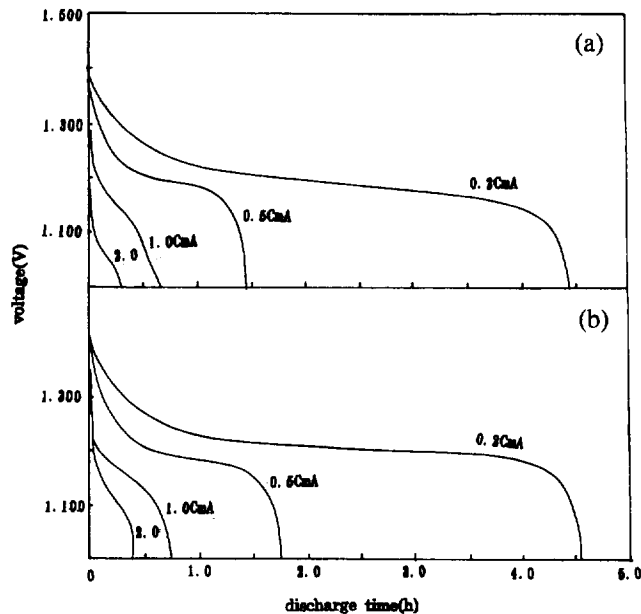 1.500
(a)
1.300
0.2CmA
0.5CmA
1.100
1.0CmA
2.0
voltage(V)
(b)
1.300
0.2CmA
0.5CmA
1.100
1.0CmA
2.0
0 1.0 2.0 3.0 4.0 5.0
discharge time(h)